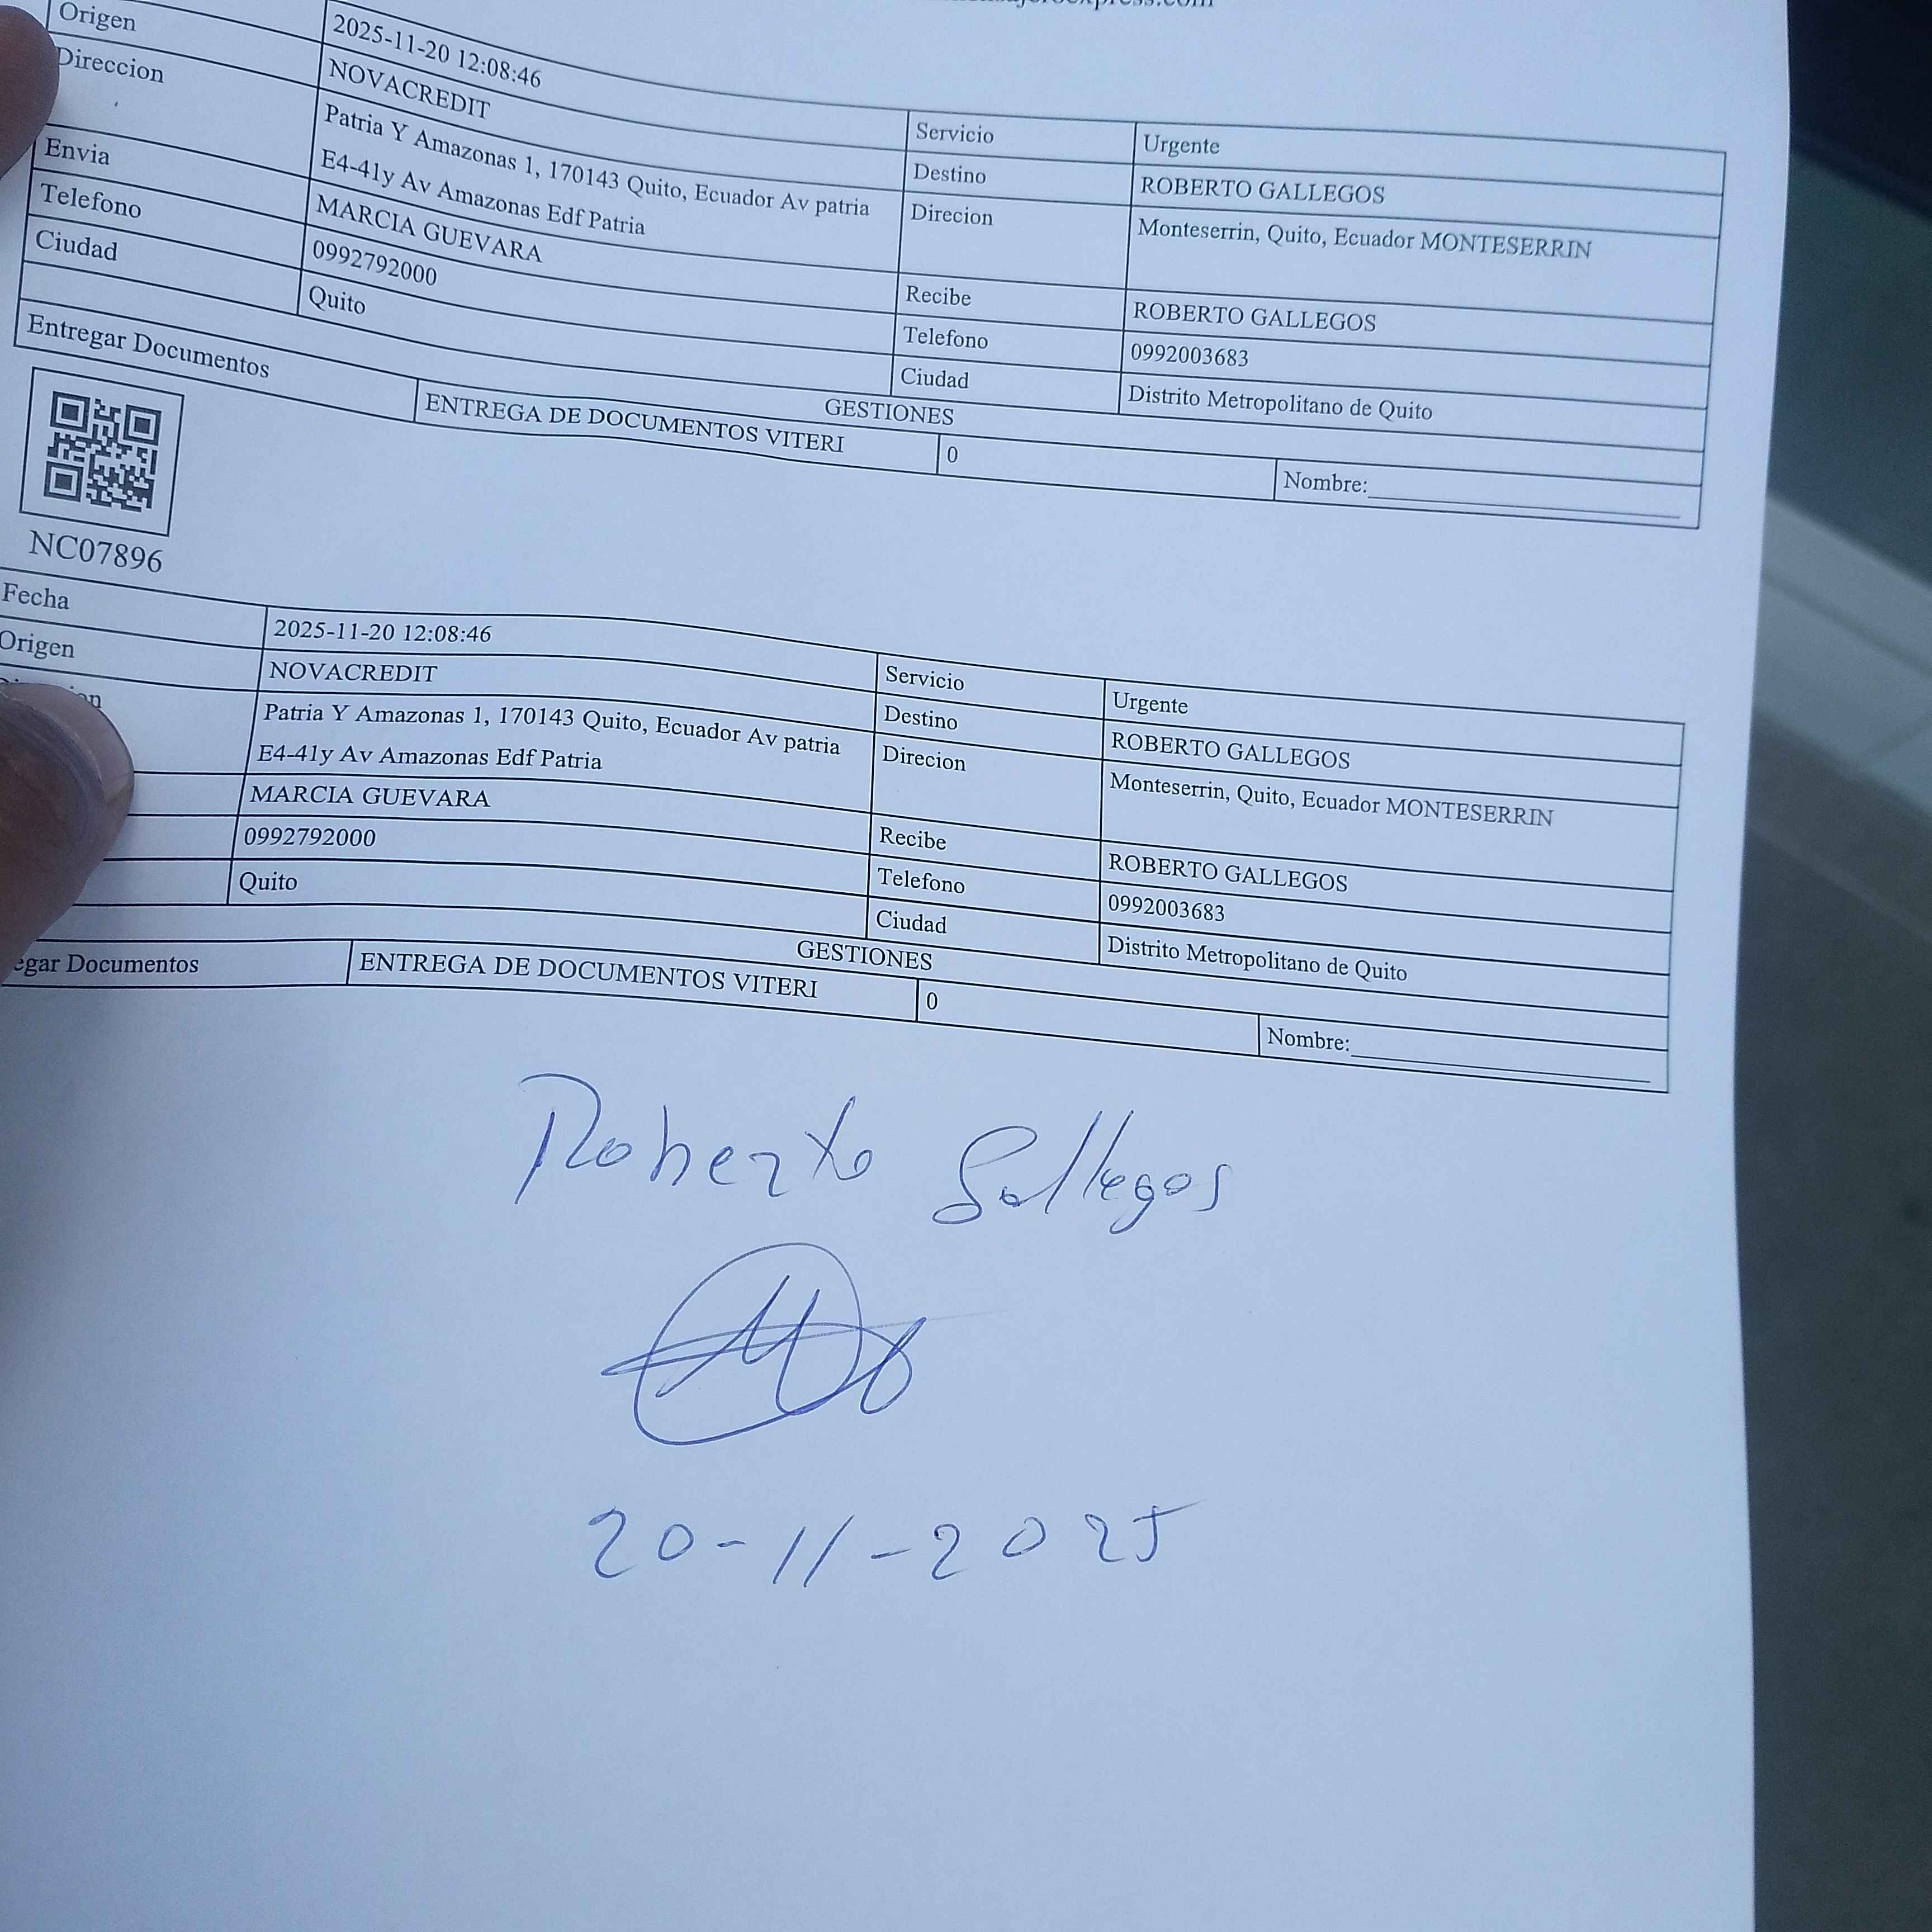 Origen 2025-11-20 12:08:46
Direccion NOVACREDIT Servicio Urgente
Patria Y Amazonas 1, 170143 Quito, Ecuador Av patria Destino ROBERTO GALLEGOS
E4-41y Av Amazonas Edf Patria Direcion Monteserrin, Quito, Ecuador MONTESERRIN
Envia MARCIA GUEVARA Recibe ROBERTO GALLEGOS
Telefono 0992792000 Telefono 0992003683
Ciudad Quito Ciudad Distrito Metropolitano de Quito
GESTIONES
Entregar Documentos ENTREGA DE DOCUMENTOS VITERI 0 Nombre:
NC07896
Fecha 2025-11-20 12:08:46 Servicio Urgente
Origen NOVACREDIT Destino ROBERTO GALLEGOS
Patria Y Amazonas 1, 170143 Quito, Ecuador Av patria Direcion Monteserrin, Quito, Ecuador MONTESERRIN
E4-41y Av Amazonas Edf Patria
MARCIA GUEVARA Recibe ROBERTO GALLEGOS
0992792000 Telefono 0992003683
Quito Ciudad Distrito Metropolitano de Quito
GESTIONES
egar Documentos ENTREGA DE DOCUMENTOS VITERI 0 Nombre:
Roberto Gallegos
20-11-2025